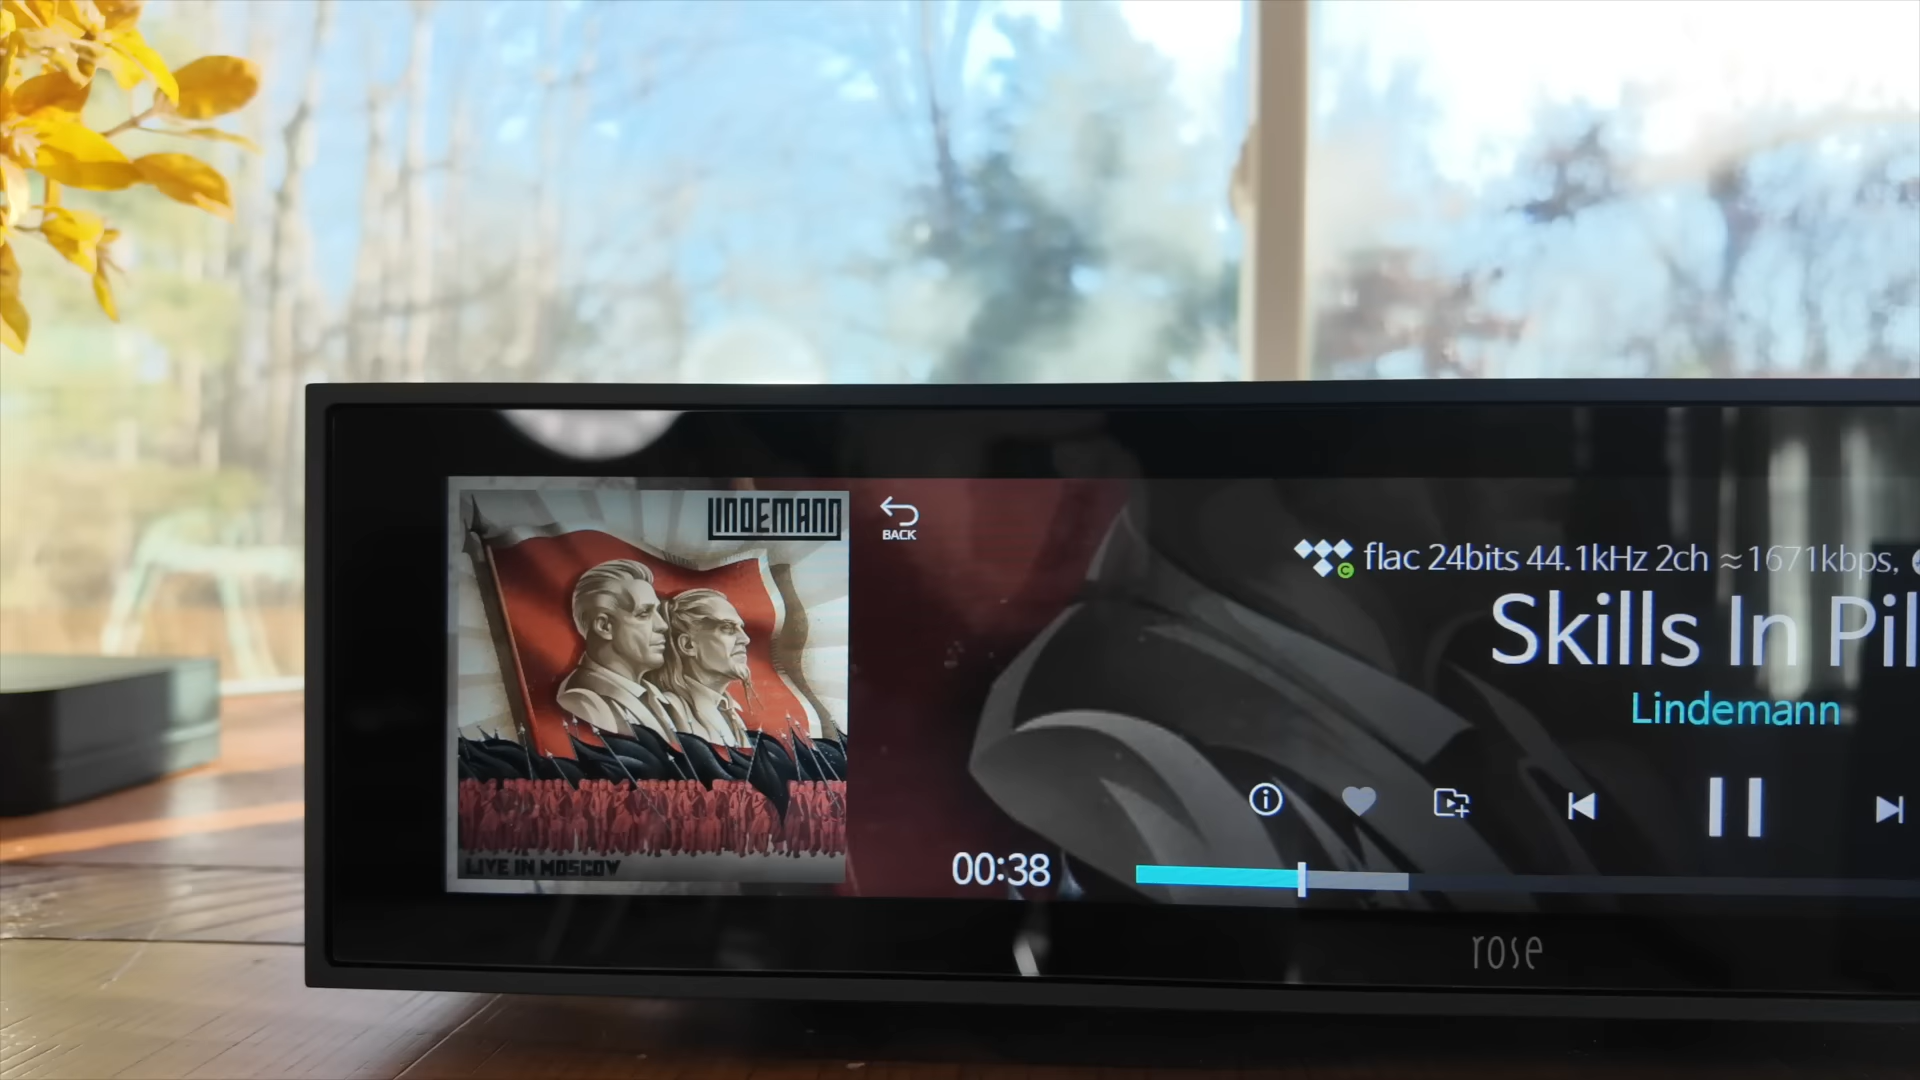 LINDEMANN
LIVE IN MOSCOW
BACK
flac 24bits 44.1kHz 2ch ≈1671kbps,
Skills In Pil
Lindemann
00:38
rose